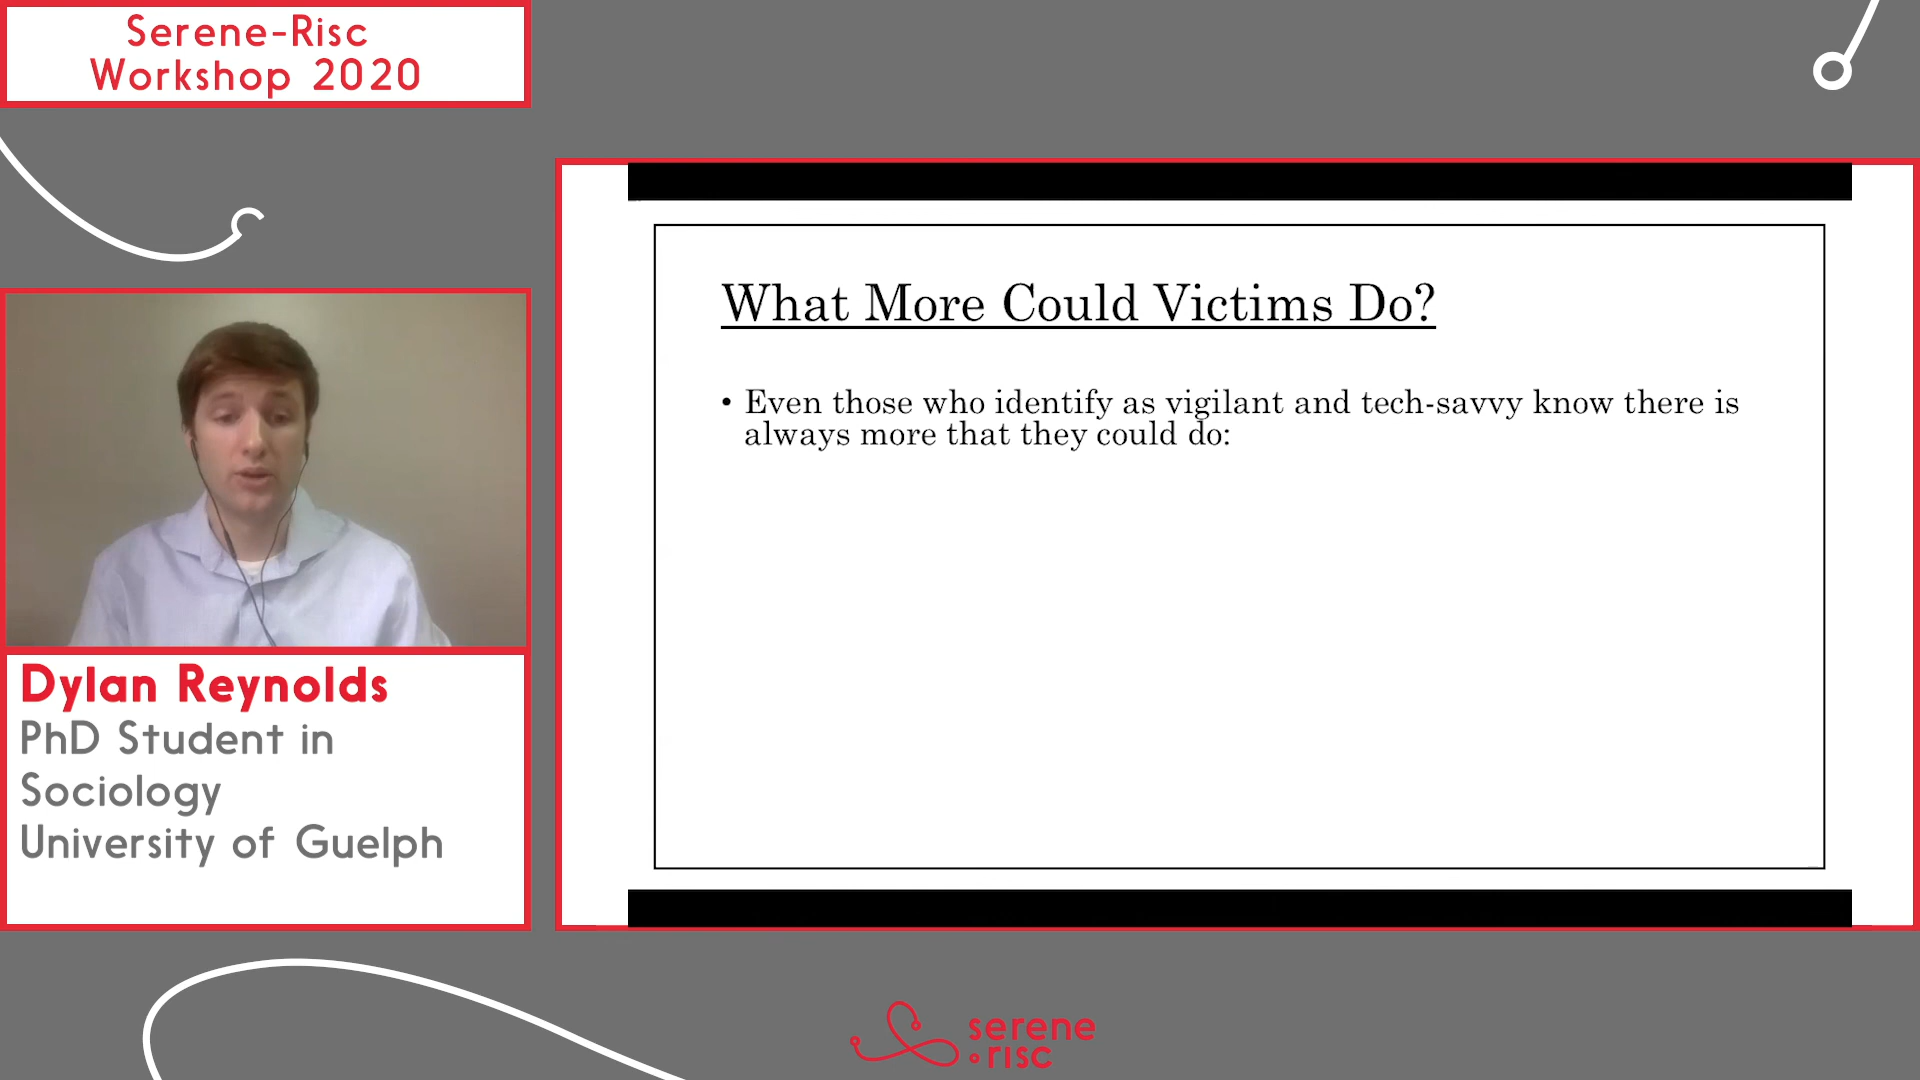 Serene-Risc
Workshop 2020
What More Could Victims Do?
• Even those who identify as vigilant and tech-savvy know there is
always more that they could do:
Dylan Reynolds
PhD Student in
Sociology
University of Guelph
serene
risc